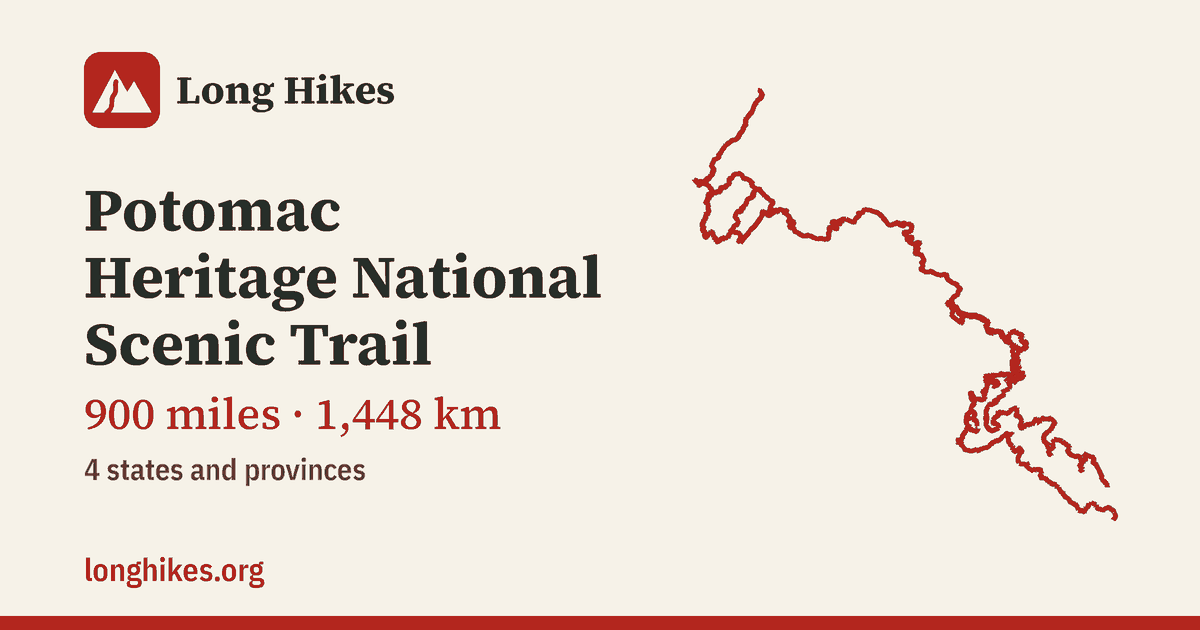 Long Hikes
Potomac
Heritage National
Scenic Trail
900 miles · 1,448 km
4 states and provinces
longhikes.org